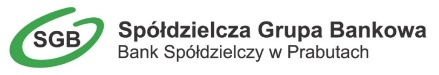 SGB
Spółdzielcza Grupa Bankowa
Bank Spółdzielczy w Prabutach